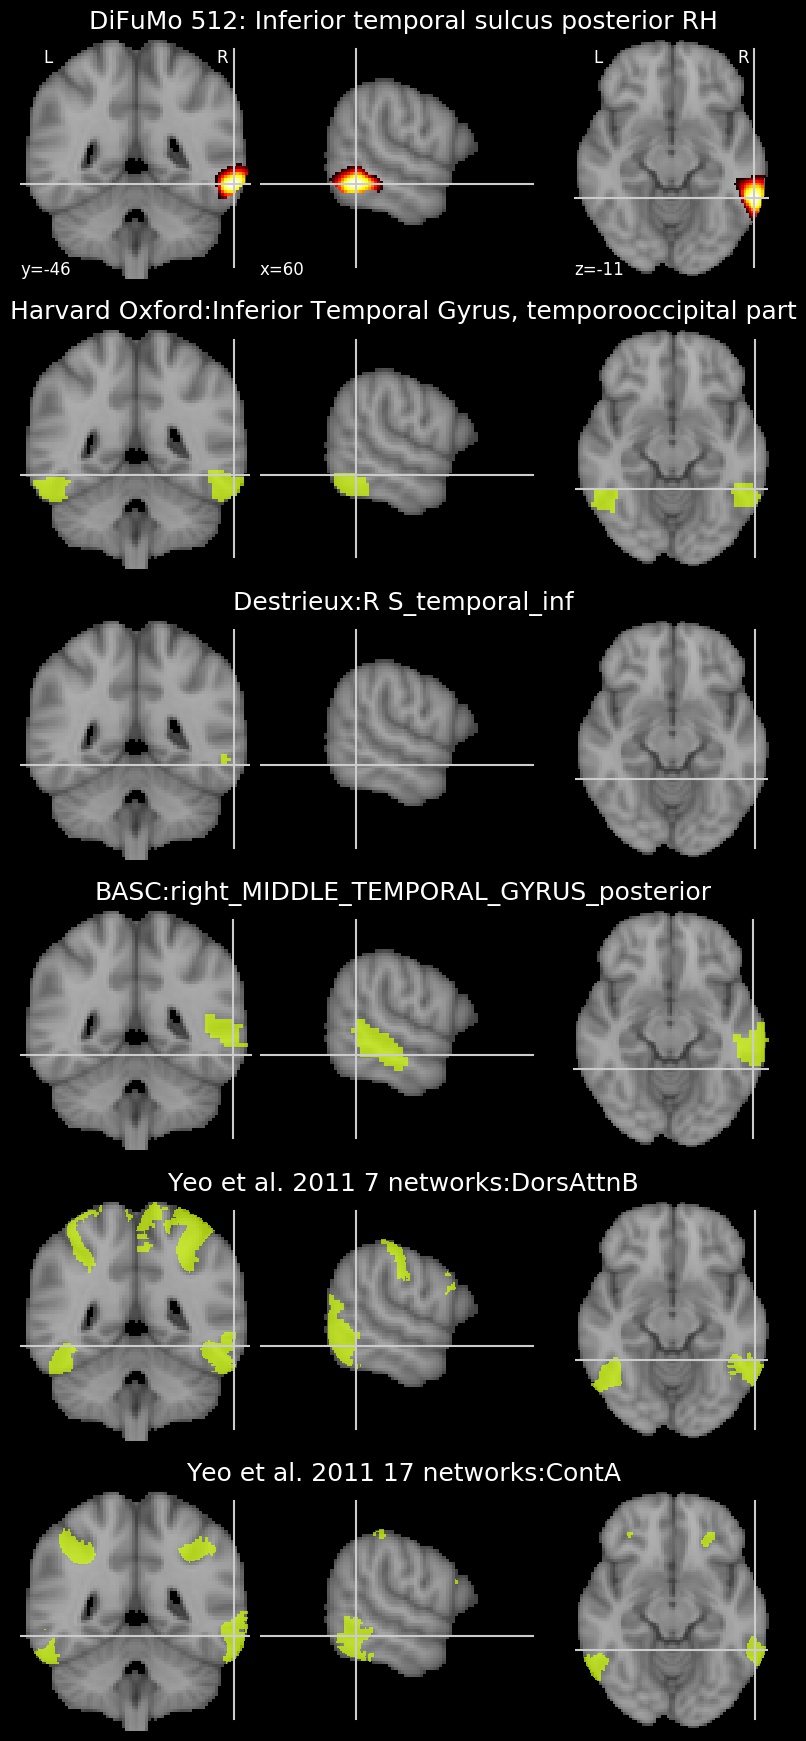 DiFuMo 512: Inferior temporal sulcus posterior RH
L R L R
y=-46 x=60 z=-11
Harvard Oxford:Inferior Temporal Gyrus, temporooccipital part
Destrieux:R S_temporal_inf
BASC:right_MIDDLE_TEMPORAL_GYRUS_posterior
Yeo et al. 2011 7 networks:DorsAttnB
Yeo et al. 2011 17 networks:ContA